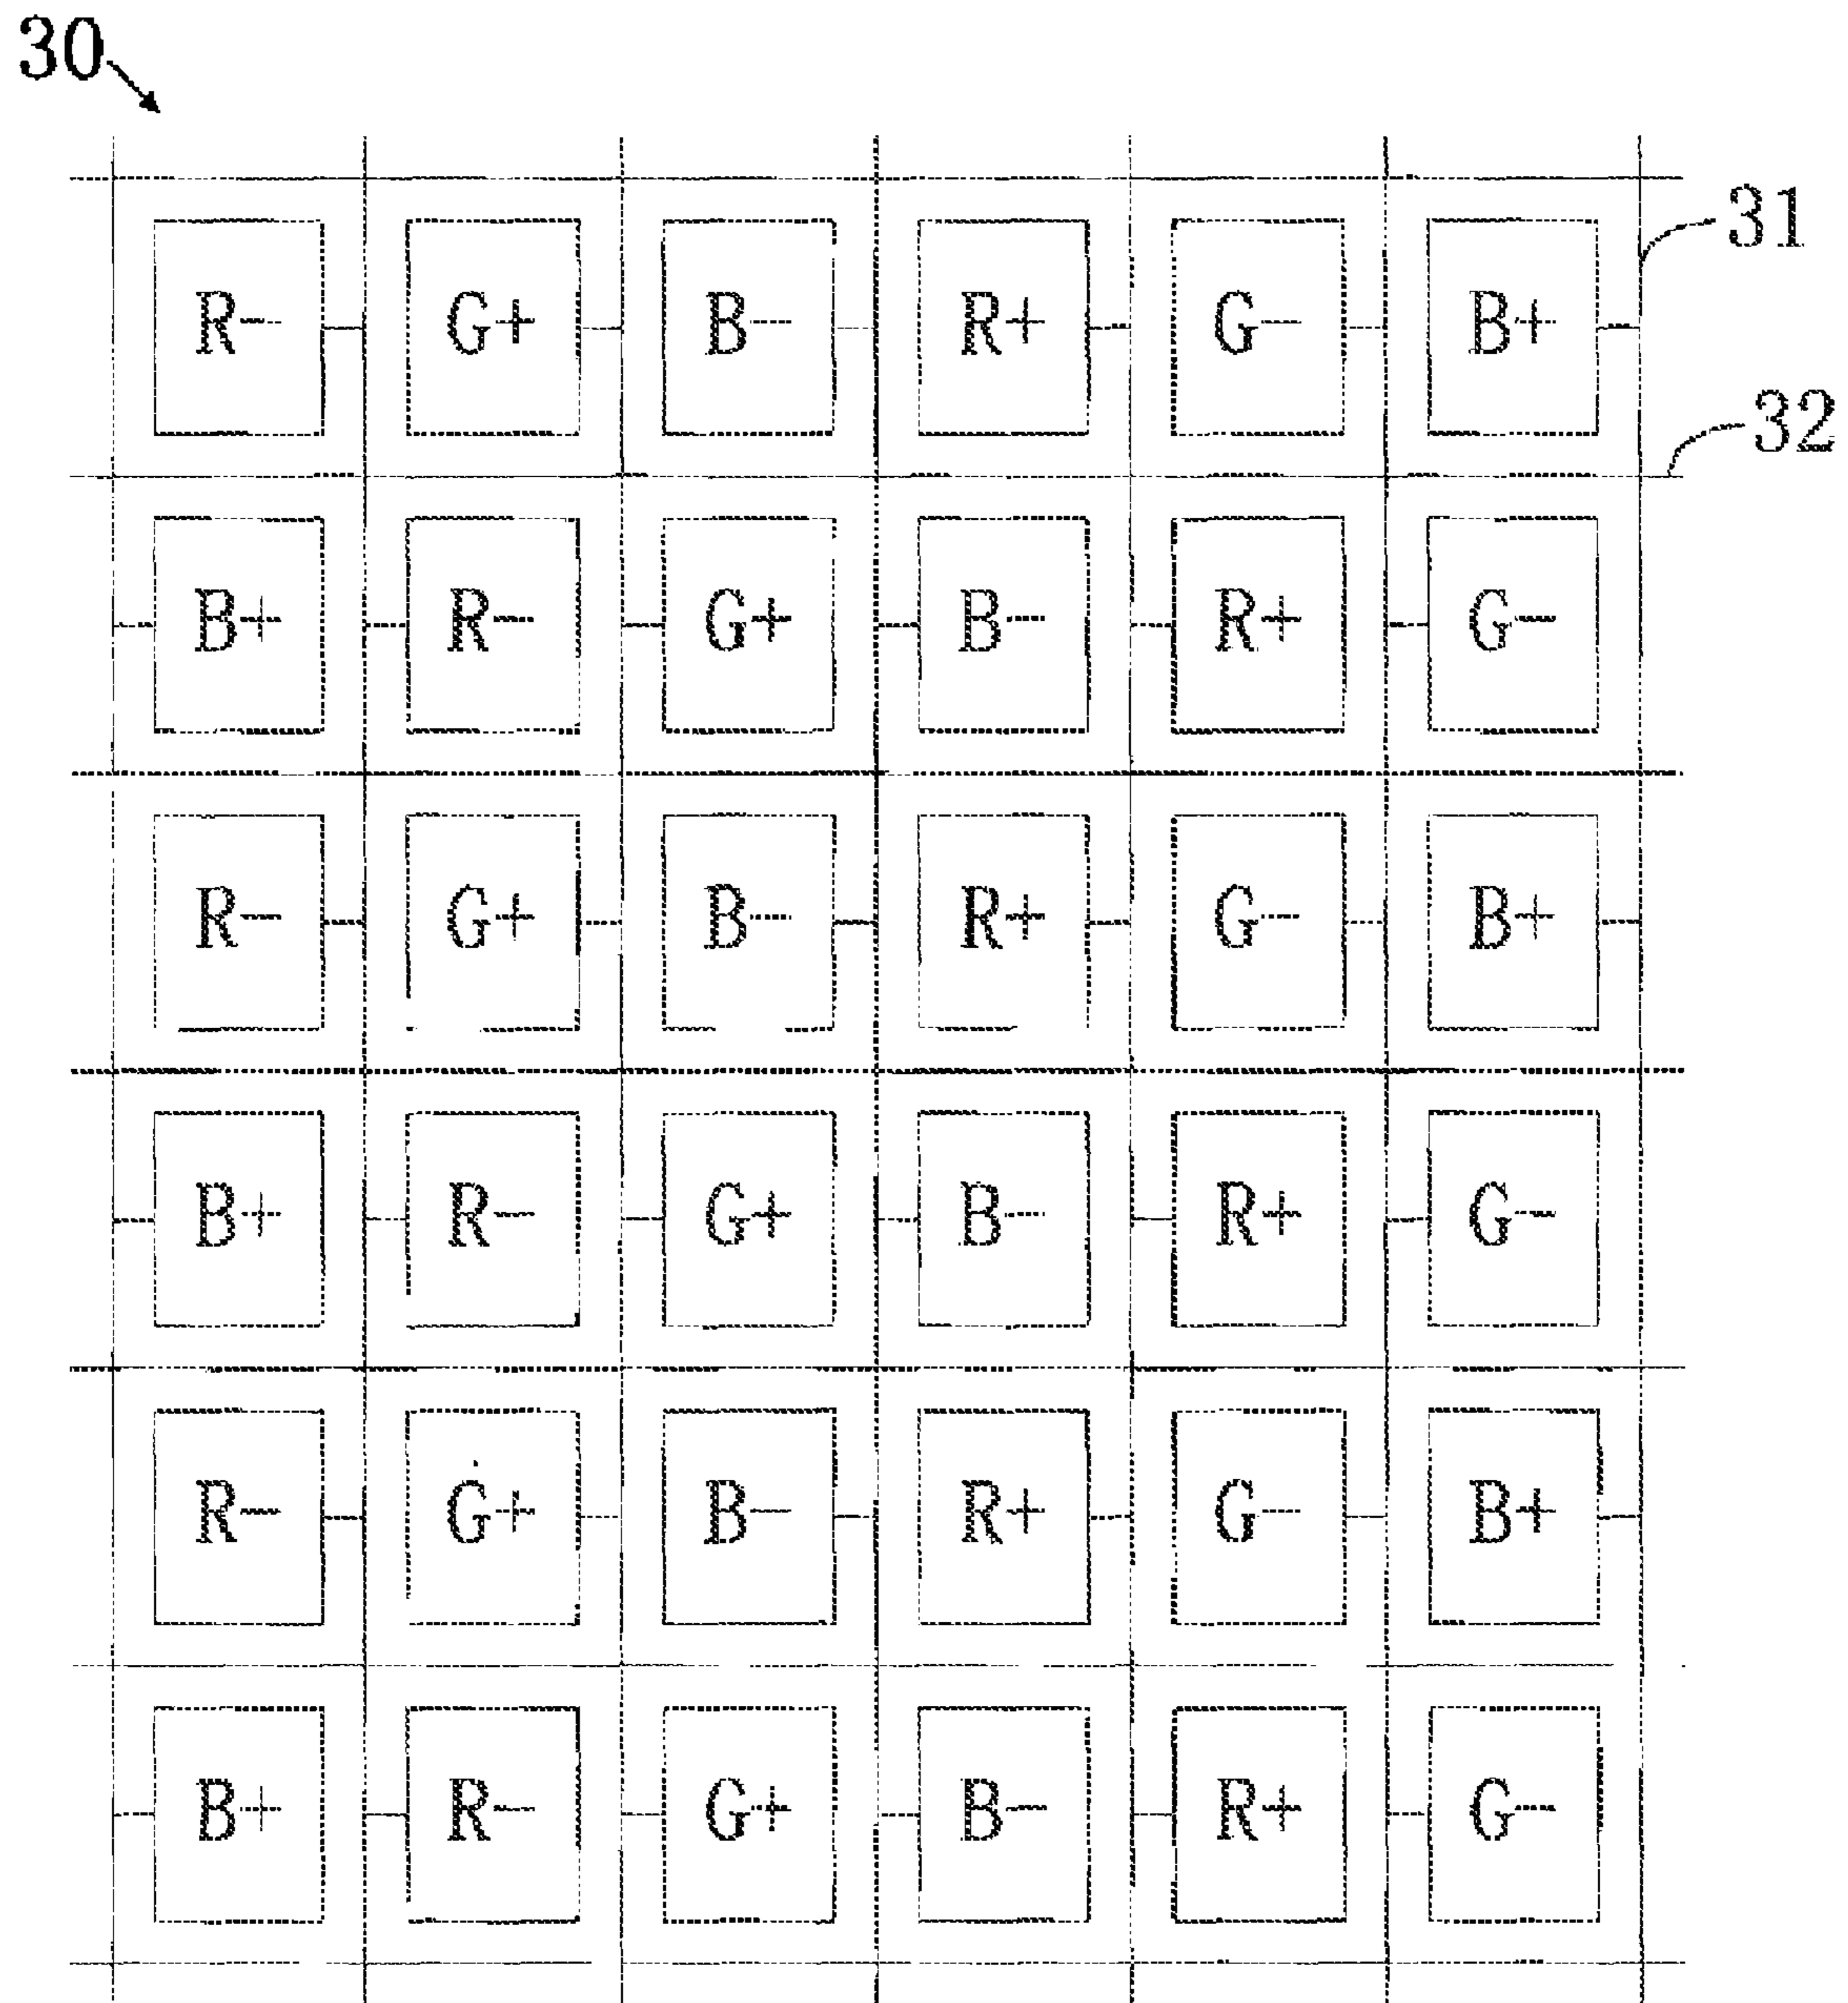 30
R- G+ B- R+ G- B+
31
32
B+ R- G+ B- R+ G-
R- G+ B- R+ G- B+
B+ R- G+ B- R+ G-
R- G+ B- R+ G- B+
B+ R- G+ B- R+ G-